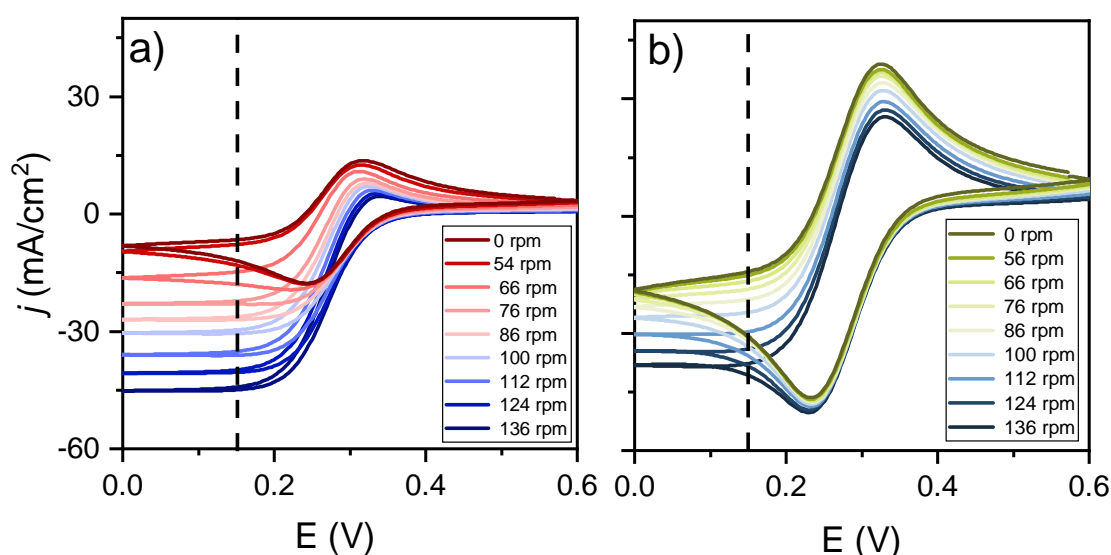 a)
b)
30
0
-30
-60
j (mA/cm²)
0 rpm
54 rpm
66 rpm
76 rpm
86 rpm
100 rpm
112 rpm
124 rpm
136 rpm
0 rpm
56 rpm
66 rpm
76 rpm
86 rpm
100 rpm
112 rpm
124 rpm
136 rpm
0.0 0.2 0.4 0.6
0.0 0.2 0.4 0.6
E (V)
E (V)